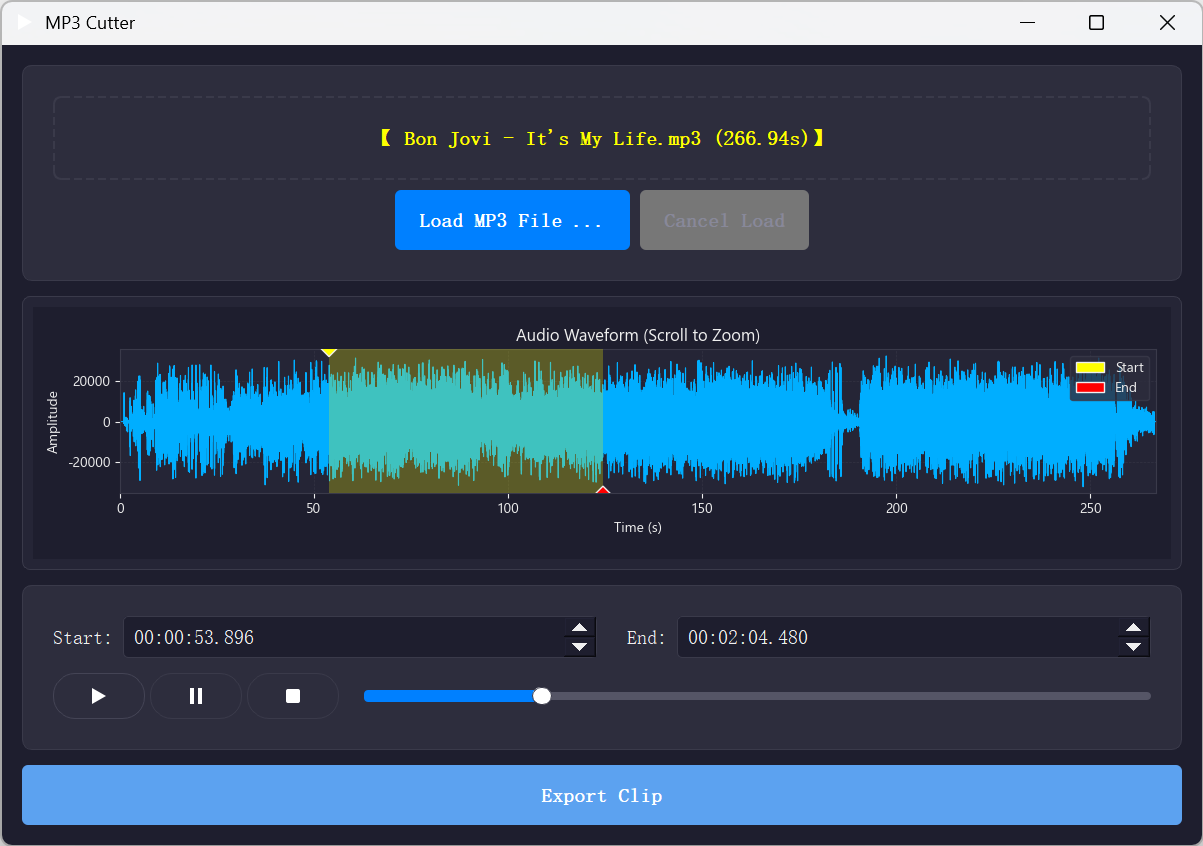 MP3 Cutter
【 Bon Jovi - It's My Life.mp3 (266.94s)】
Load MP3 File ...
Cancel Load
Audio Waveform (Scroll to Zoom)
Start
End
Amplitude
20000
0
-20000
0 50 100 150 200 250
Time (s)
Start: 00:00:53.896 End: 00:02:04.480
Export Clip